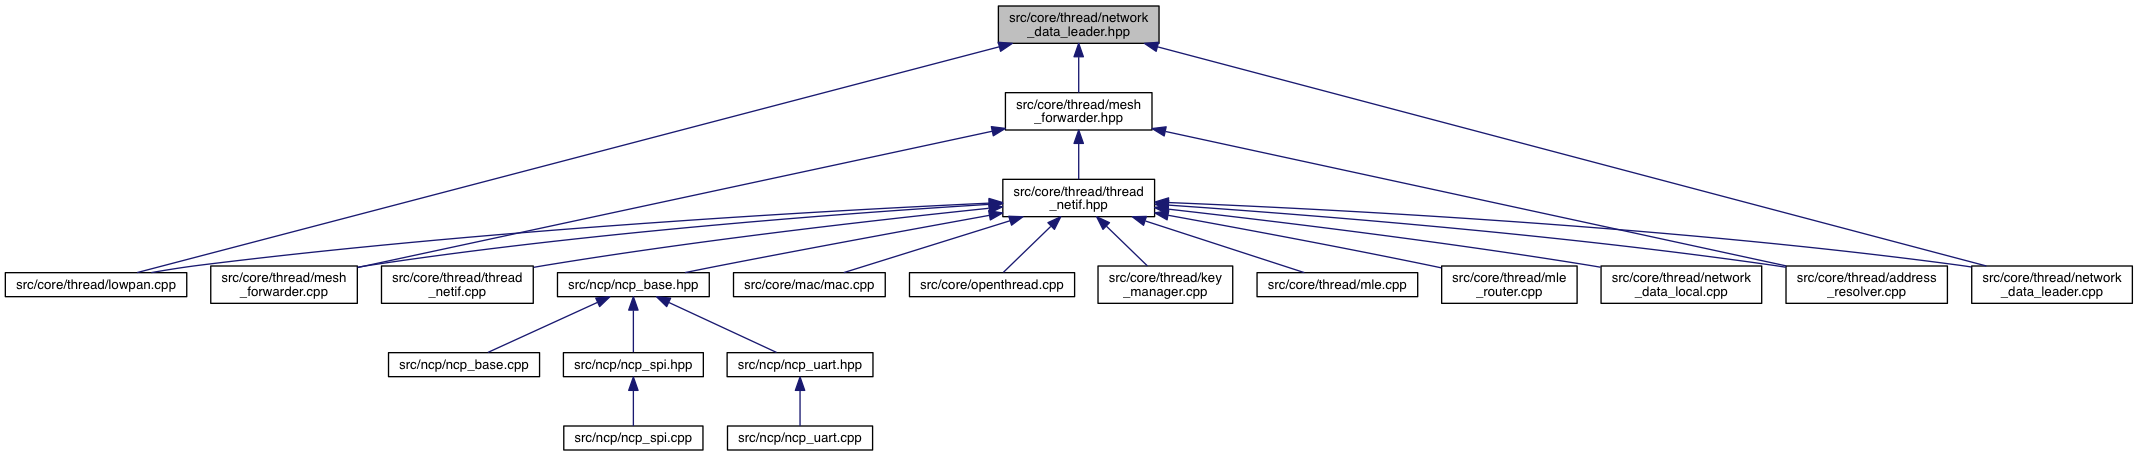 src/core/thread/network
_data_leader.hpp
src/core/thread/mesh
_forwarder.hpp
src/core/thread/thread
_netif.hpp
src/core/thread/lowpan.cpp
src/core/thread/mesh
_forwarder.cpp
src/core/thread/thread
_netif.cpp
src/ncp/ncp_base.hpp
src/core/mac/mac.cpp
src/core/openthread.cpp
src/core/thread/key
_manager.cpp
src/core/thread/mle.cpp
src/core/thread/mle
_router.cpp
src/core/thread/network
_data_local.cpp
src/core/thread/address
_resolver.cpp
src/core/thread/network
_data_leader.cpp
src/ncp/ncp_base.cpp
src/ncp/ncp_spi.hpp
src/ncp/ncp_uart.hpp
src/ncp/ncp_spi.cpp
src/ncp/ncp_uart.cpp